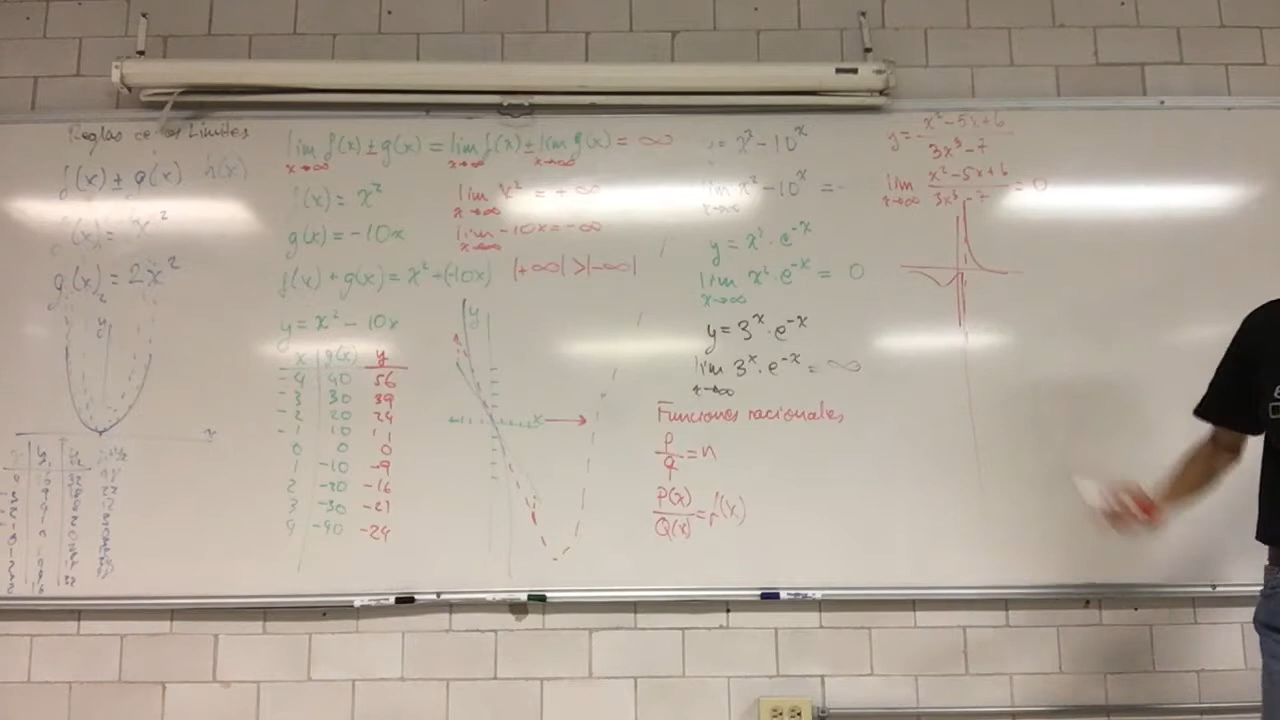 Reglas de los Límites
f(x) ± g(x) h(x)
f(x) = x²
g(x) = 2x²
lim f(x) ± g(x) = lim f(x) ± lim g(x) = ∞
x→∞ x→∞ x→∞
f(x) = x²
lim x² = +∞
x→∞
g(x) = -10x
lim -10x = -∞
x→∞
f(x) + g(x) = x² + (-10x) |+∞| > |-∞|
y = x² - 10x
x g(x) y
-4 40 56
-3 30 39
-2 20 24
-1 10 11
0 0 0
1 -10 -9
2 -20 -16
3 -30 -21
4 -40 -24
y
x
= x² - 10ˣ
lim x² - 10ˣ = -
y = x² · e⁻ˣ
lim x² · e⁻ˣ = 0
x→∞
y = 3ˣ · e⁻ˣ
lim 3ˣ · e⁻ˣ = ∞
x→∞
Funciones racionales
p/q = n
P(x)/Q(x) = r(x)
y = x² - 5x + 6 / 3x³ - 7
lim x² - 5x + 6 / 3x³ - 7 = 0
x→∞